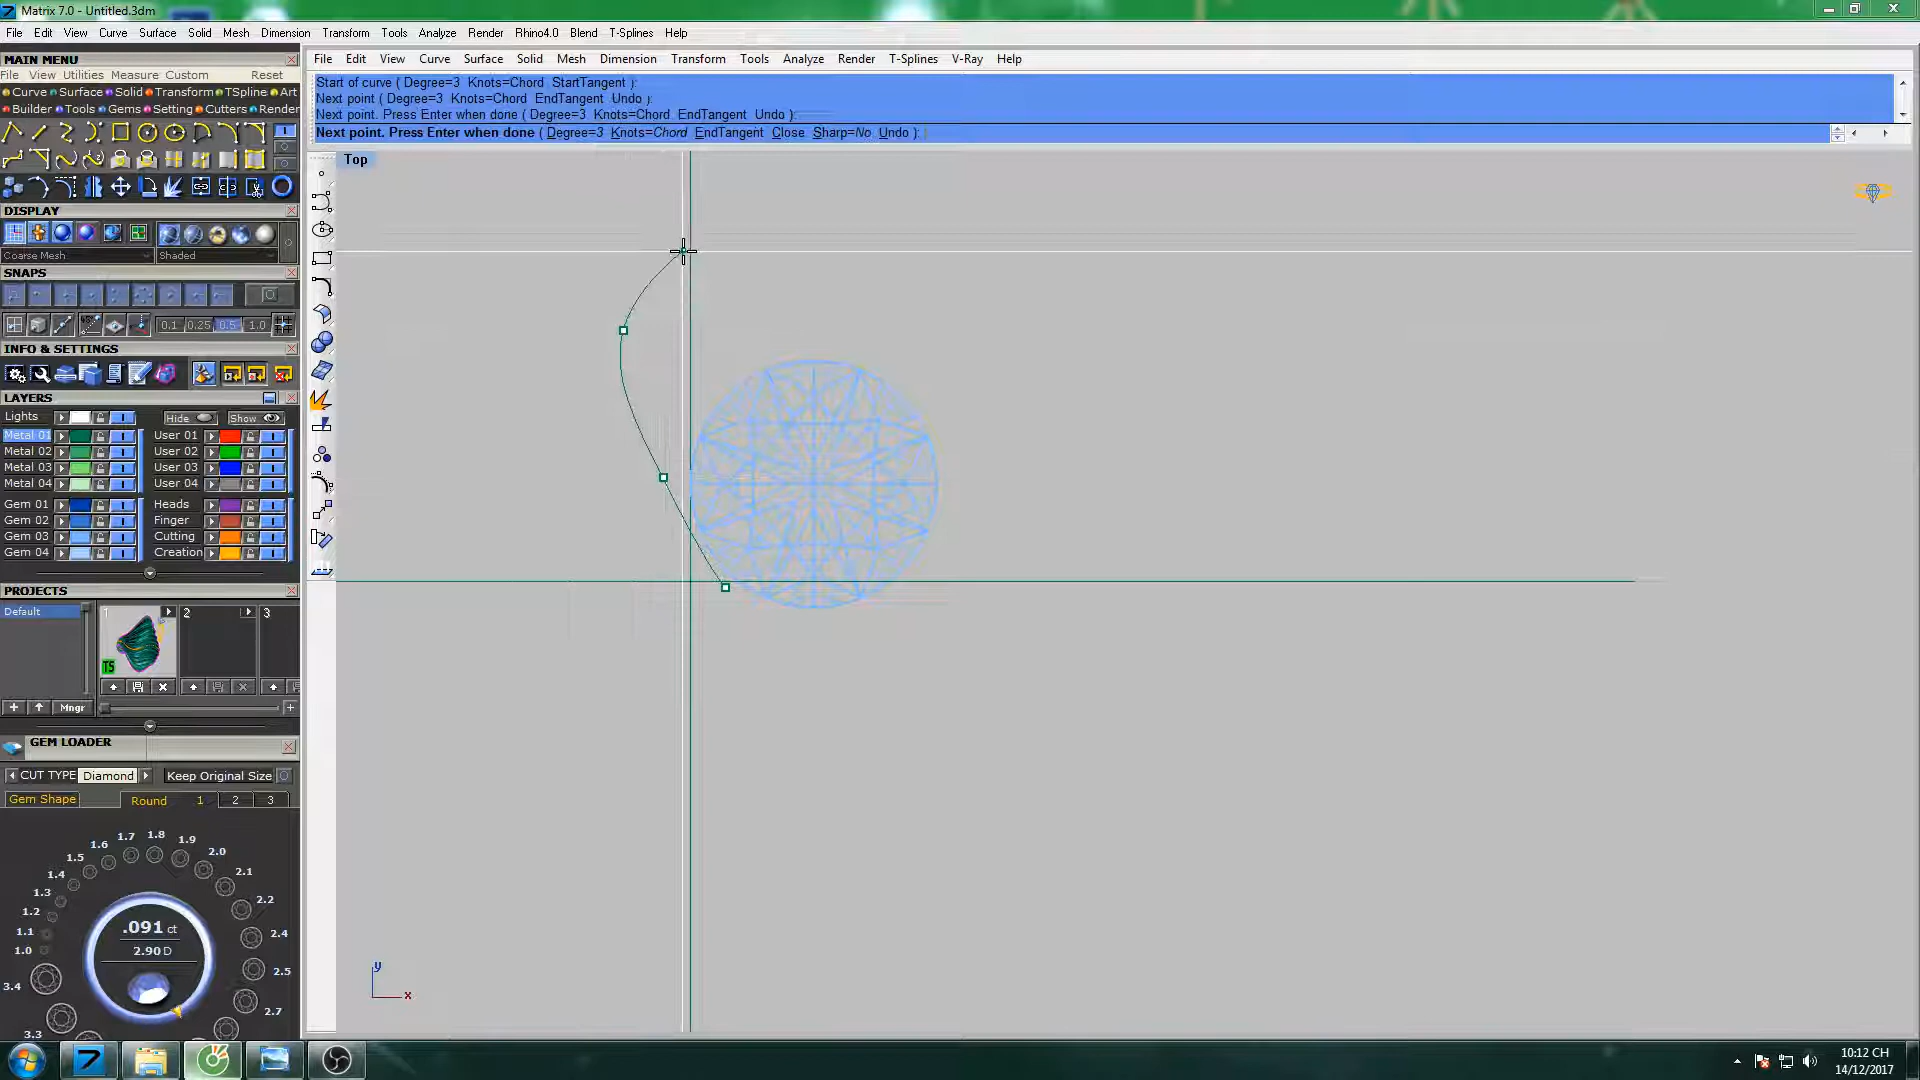 Matrix 7.0 - Untitled.3dm
File Edit View Curve Surface Solid Mesh Dimension Transform Tools Analyze Render Rhino4.0 Blend T-Splines Help
MAIN MENU
File View Utilities Measure Custom Reset
Curve Surface Solid Transform TSpline Art
Builder Tools Gems Setting Cutters Render
File Edit View Curve Surface Solid Mesh Dimension Transform Tools Analyze Render T-Splines V-Ray Help
Start of curve ( Degree=3 Knots=Chord StartTangent ):
Next point ( Degree=3 Knots=Chord EndTangent Undo ):
Next point. Press Enter when done ( Degree=3 Knots=Chord EndTangent Undo ):
Next point. Press Enter when done ( Degree=3 Knots=Chord EndTangent Close Sharp=No Undo ):
Top
DISPLAY
Coarse Mesh Shaded
SNAPS
0.1 0.25 0.5 1.0
INFO & SETTINGS
LAYERS
Lights Hide Show
Metal 01 User 01
Metal 02 User 02
Metal 03 User 03
Metal 04 User 04
Gem 01 Heads
Gem 02 Finger
Gem 03 Cutting
Gem 04 Creation
PROJECTS
Default 1 2 3
TS
Mngr
GEM LOADER
CUT TYPE Diamond Keep Original Size
Gem Shape Round 1 2 3
1.7 1.8 1.9
1.6 2.0
1.5 2.1
1.4
1.3 2.2
1.2
1.1 2.4
1.0
.091 ct
2.90 D
2.5
3.4
2.7
3.3
y
x
10:12 CH
14/12/2017